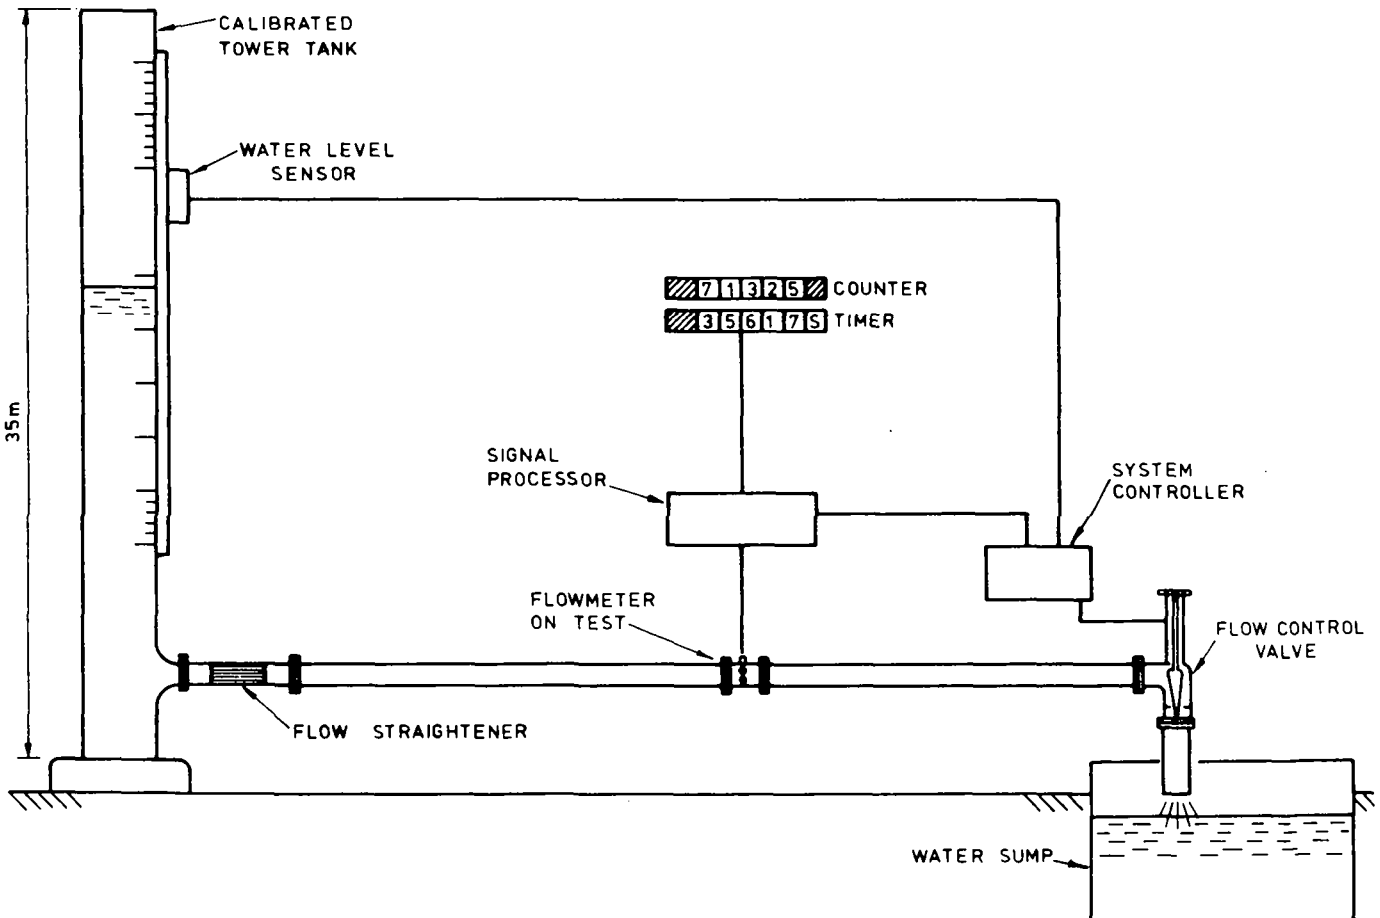 CALIBRATED
TOWER TANK
WATER LEVEL
SENSOR
71325 COUNTER
35617S TIMER
35m
SIGNAL
PROCESSOR
SYSTEM
CONTROLLER
FLOWMETER
ON TEST
FLOW CONTROL
VALVE
FLOW STRAIGHTENER
WATER SUMP